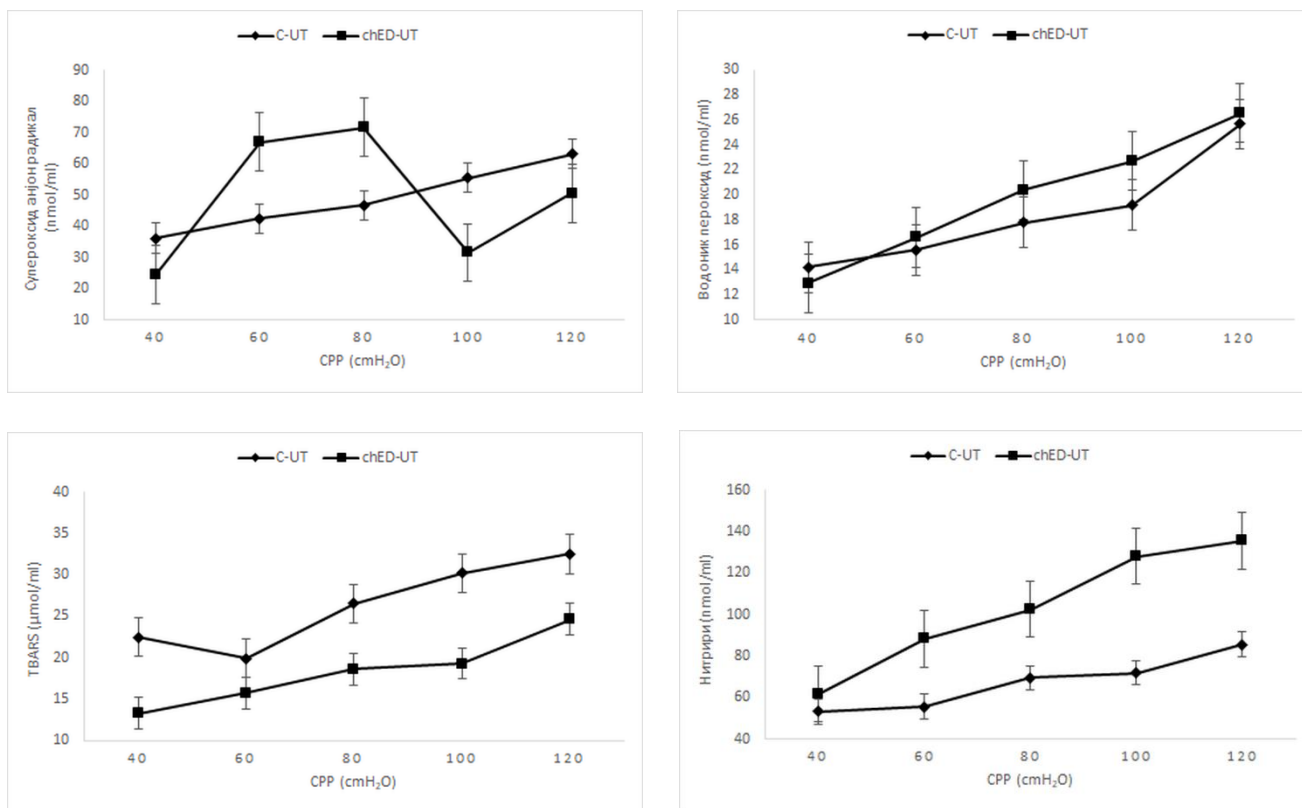 C-UT chED-UT
Супероксид анјон радикал
(nmol/ml)
90
80
70
60
50
40
30
20
10
40 60 80 100 120
CPP (cmH₂O)
C-UT chED-UT
Водоник пероксид (nmol/ml)
30
28
26
24
22
20
18
16
14
12
10
40 60 80 100 120
CPP (cmH₂O)
C-UT chED-UT
TBARS (µmol/ml)
40
35
30
25
20
15
10
40 60 80 100 120
CPP (cmH₂O)
C-UT chED-UT
Нитрири (nmol/ml)
160
140
120
100
80
60
40
40 60 80 100 120
CPP (cmH₂O)